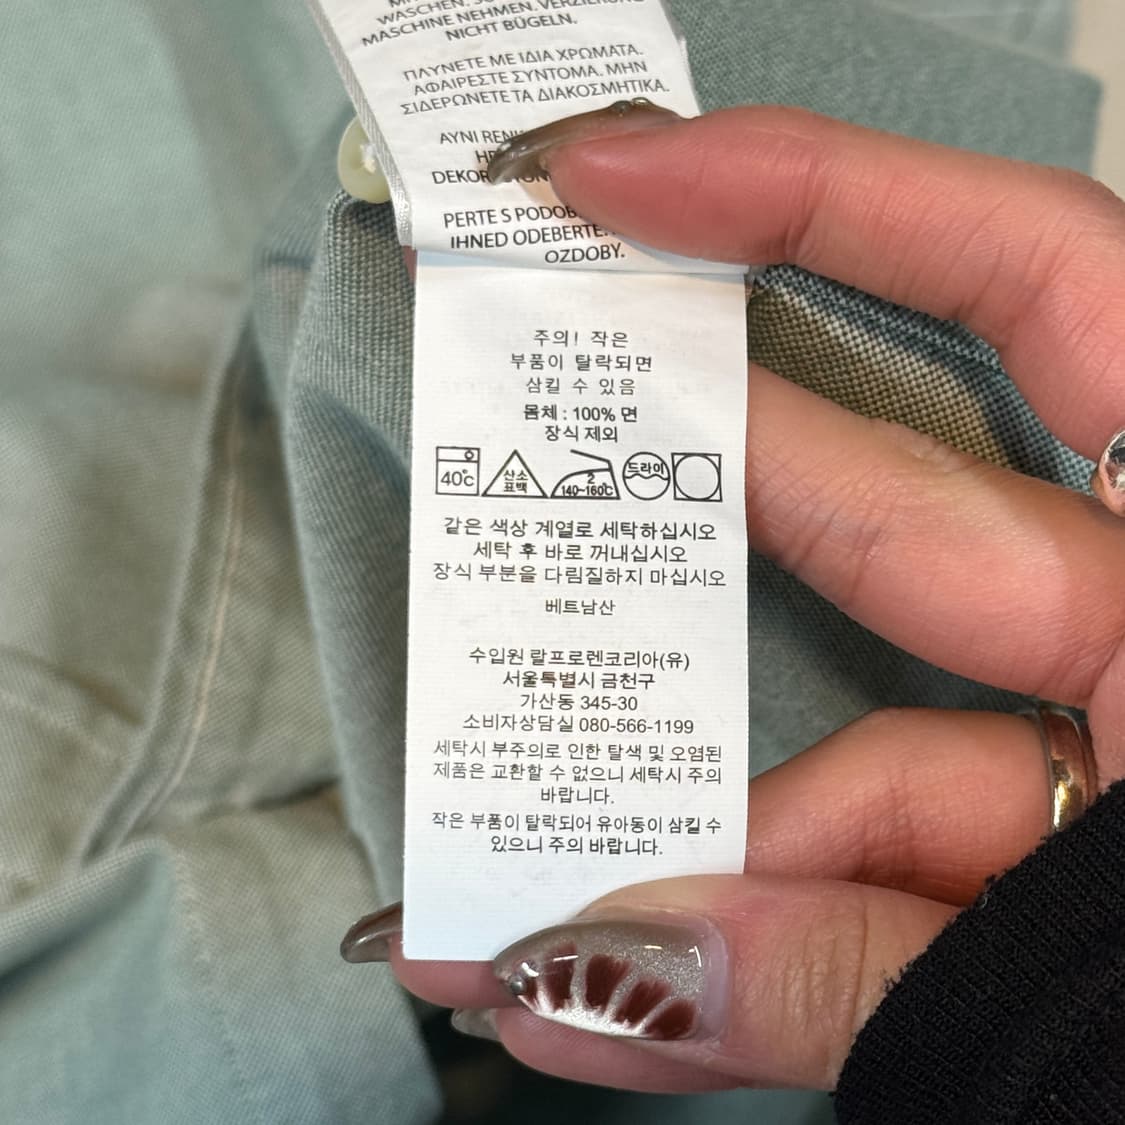 WASCHEN.
MASCHINE NEHMEN. VERZIERUNG
NICHT BÜGELN.
ΠΛΥΝΕΤΕ ΜΕ ΙΔΙΑ ΧΡΩΜΑΤΑ.
ΑΦΑΙΡΕΣΤΕ ΣΥΝΤΟΜΑ. ΜΗΝ
ΣΙΔΕΡΩΝΕΤΕ ΤΑ ΔΙΑΚΟΣΜΗΤΙΚΑ.
AYNI
PERTE S
IHNED ODEBERTE.
OZDOBY.
주의! 작은
부품이 탈락되면
삼킬 수 있음
몸체 : 100% 면
장식 제외
40℃ 산소 표백 2 140~160℃ 드라이
같은 색상 계열로 세탁하십시오
세탁 후 바로 꺼내십시오
장식 부분을 다림질하지 마십시오
베트남산
수입원 랄프로렌코리아(유)
서울특별시 금천구
가산동 345-30
소비자상담실 080-566-1199
세탁시 부주의로 인한 탈색 및 오염된
제품은 교환할 수 없으니 세탁시 주의
바랍니다.
작은 부품이 탈락되어 유아동이 삼킬 수
있으니 주의 바랍니다.